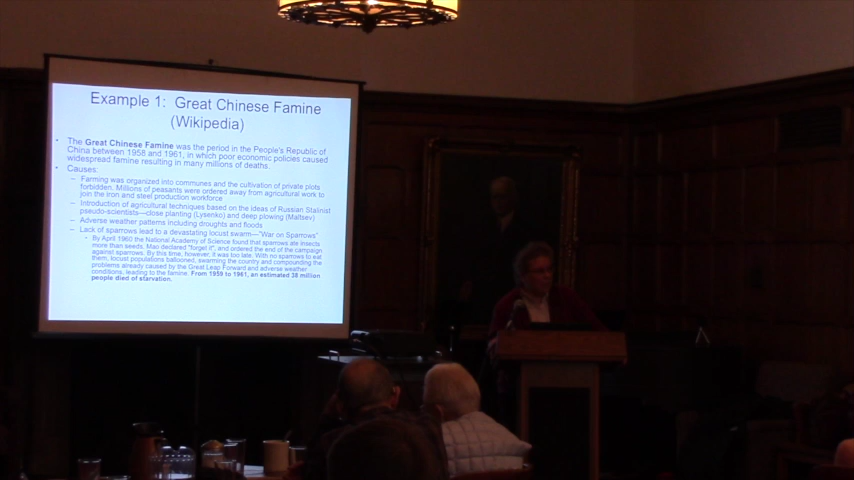 Example 1: Great Chinese Famine
(Wikipedia)
• The Great Chinese Famine was the period in the People's Republic of
China between 1958 and 1961, in which poor economic policies caused
widespread famine resulting in many millions of deaths.
• Causes:
– Farming was organized into communes and the cultivation of private plots
forbidden. Millions of peasants were ordered away from agricultural work to
join the iron and steel production workforce
– Introduction of agricultural techniques based on the ideas of Russian Stalinist
pseudo-scientists—close planting (Lysenko) and deep plowing (Maltsev)
– Adverse weather patterns including droughts and floods
– Lack of sparrows lead to a devastating locust swarm—"War on Sparrows"
• By April 1960 the National Academy of Science found that sparrows ate insects
more than seeds. Mao declared "forget it", and ordered the end of the campaign
against sparrows. By this time, however, it was too late. With no sparrows to eat
them, locust populations ballooned, swarming the country and compounding the
problems already caused by the Great Leap Forward and adverse weather
conditions, leading to the famine. From 1959 to 1961, an estimated 38 million
people died of starvation.